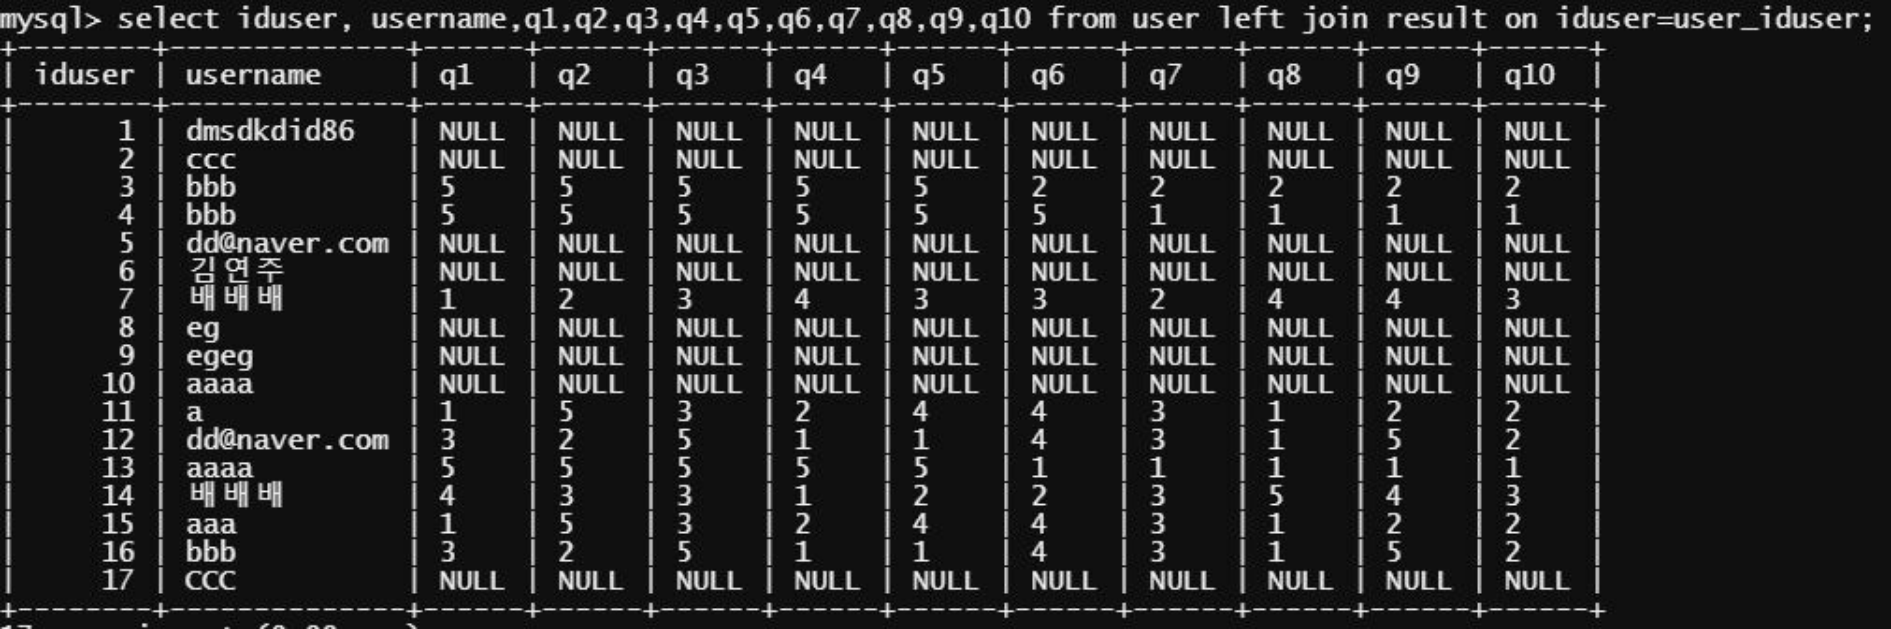 mysql> select iduser, username,q1,q2,q3,q4,q5,q6,q7,q8,q9,q10 from user left join result on iduser=user_iduser;
+--------+--------------+------+------+------+------+------+------+------+------+------+------+
| iduser | username     | q1   | q2   | q3   | q4   | q5   | q6   | q7   | q8   | q9   | q10  |
+--------+--------------+------+------+------+------+------+------+------+------+------+------+
|      1 | dmsdkdid86   | NULL | NULL | NULL | NULL | NULL | NULL | NULL | NULL | NULL | NULL |
|      2 | ccc          | NULL | NULL | NULL | NULL | NULL | NULL | NULL | NULL | NULL | NULL |
|      3 | bbb          | 5    | 5    | 5    | 5    | 5    | 2    | 2    | 2    | 2    | 2    |
|      4 | bbb          | 5    | 5    | 5    | 5    | 5    | 5    | 1    | 1    | 1    | 1    |
|      5 | dd@naver.com | NULL | NULL | NULL | NULL | NULL | NULL | NULL | NULL | NULL | NULL |
|      6 | 김연주       | NULL | NULL | NULL | NULL | NULL | NULL | NULL | NULL | NULL | NULL |
|      7 | 배배배       | 1    | 2    | 3    | 4    | 3    | 3    | 2    | 4    | 4    | 3    |
|      8 | eg           | NULL | NULL | NULL | NULL | NULL | NULL | NULL | NULL | NULL | NULL |
|      9 | egeg         | NULL | NULL | NULL | NULL | NULL | NULL | NULL | NULL | NULL | NULL |
|     10 | aaaa         | NULL | NULL | NULL | NULL | NULL | NULL | NULL | NULL | NULL | NULL |
|     11 | a            | 1    | 5    | 3    | 2    | 4    | 4    | 3    | 1    | 2    | 2    |
|     12 | dd@naver.com | 3    | 2    | 5    | 1    | 1    | 4    | 3    | 1    | 5    | 2    |
|     13 | aaaa         | 5    | 5    | 5    | 5    | 5    | 1    | 1    | 1    | 1    | 1    |
|     14 | 배배배       | 4    | 3    | 3    | 1    | 2    | 2    | 3    | 5    | 4    | 3    |
|     15 | aaa          | 1    | 5    | 3    | 2    | 4    | 4    | 3    | 1    | 2    | 2    |
|     16 | bbb          | 3    | 2    | 5    | 1    | 1    | 4    | 3    | 1    | 5    | 2    |
|     17 | CCC          | NULL | NULL | NULL | NULL | NULL | NULL | NULL | NULL | NULL | NULL |
+--------+--------------+------+------+------+------+------+------+------+------+------+------+